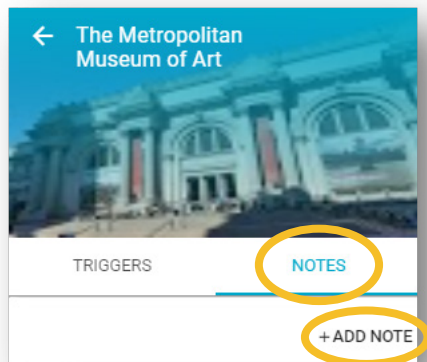 The Metropolitan
Museum of Art
TRIGGERS NOTES
+ ADD NOTE